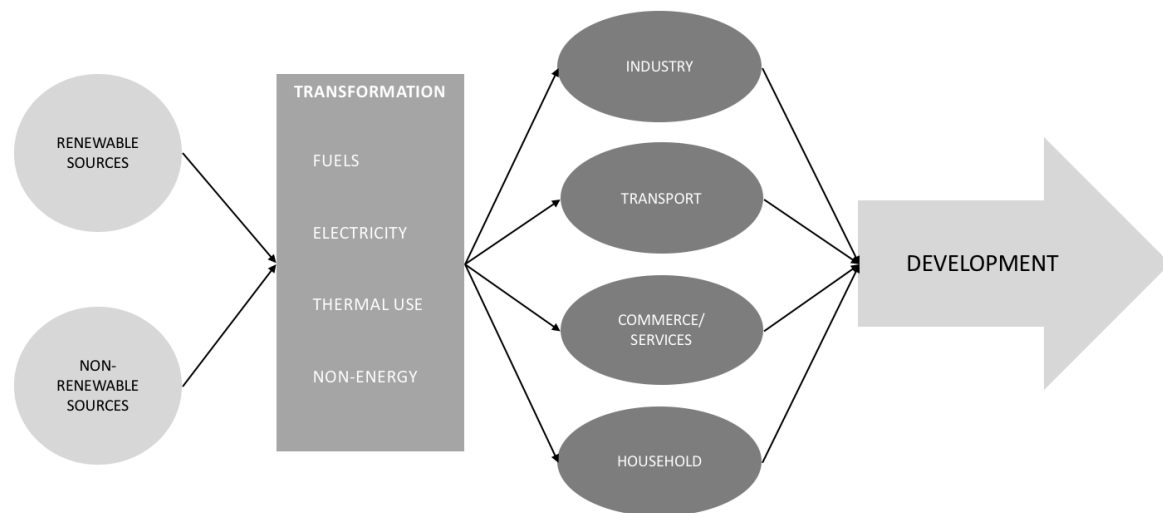 RENEWABLE
SOURCES
NON-
RENEWABLE
SOURCES
TRANSFORMATION
FUELS
ELECTRICITY
THERMAL USE
NON-ENERGY
INDUSTRY
TRANSPORT
COMMERCE/
SERVICES
HOUSEHOLD
DEVELOPMENT